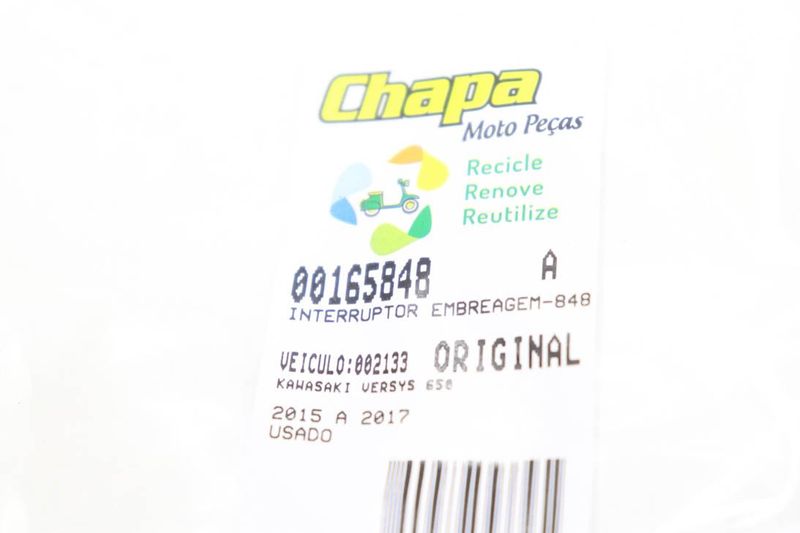 Chapa
Moto Peças
Recicle
Renove
Reutilize
00165848 A
INTERRUPTOR EMBREAGEM-848
VEICULO:002133 ORIGINAL
KAWASAKI VERSYS 650
2015 A 2017
USADO